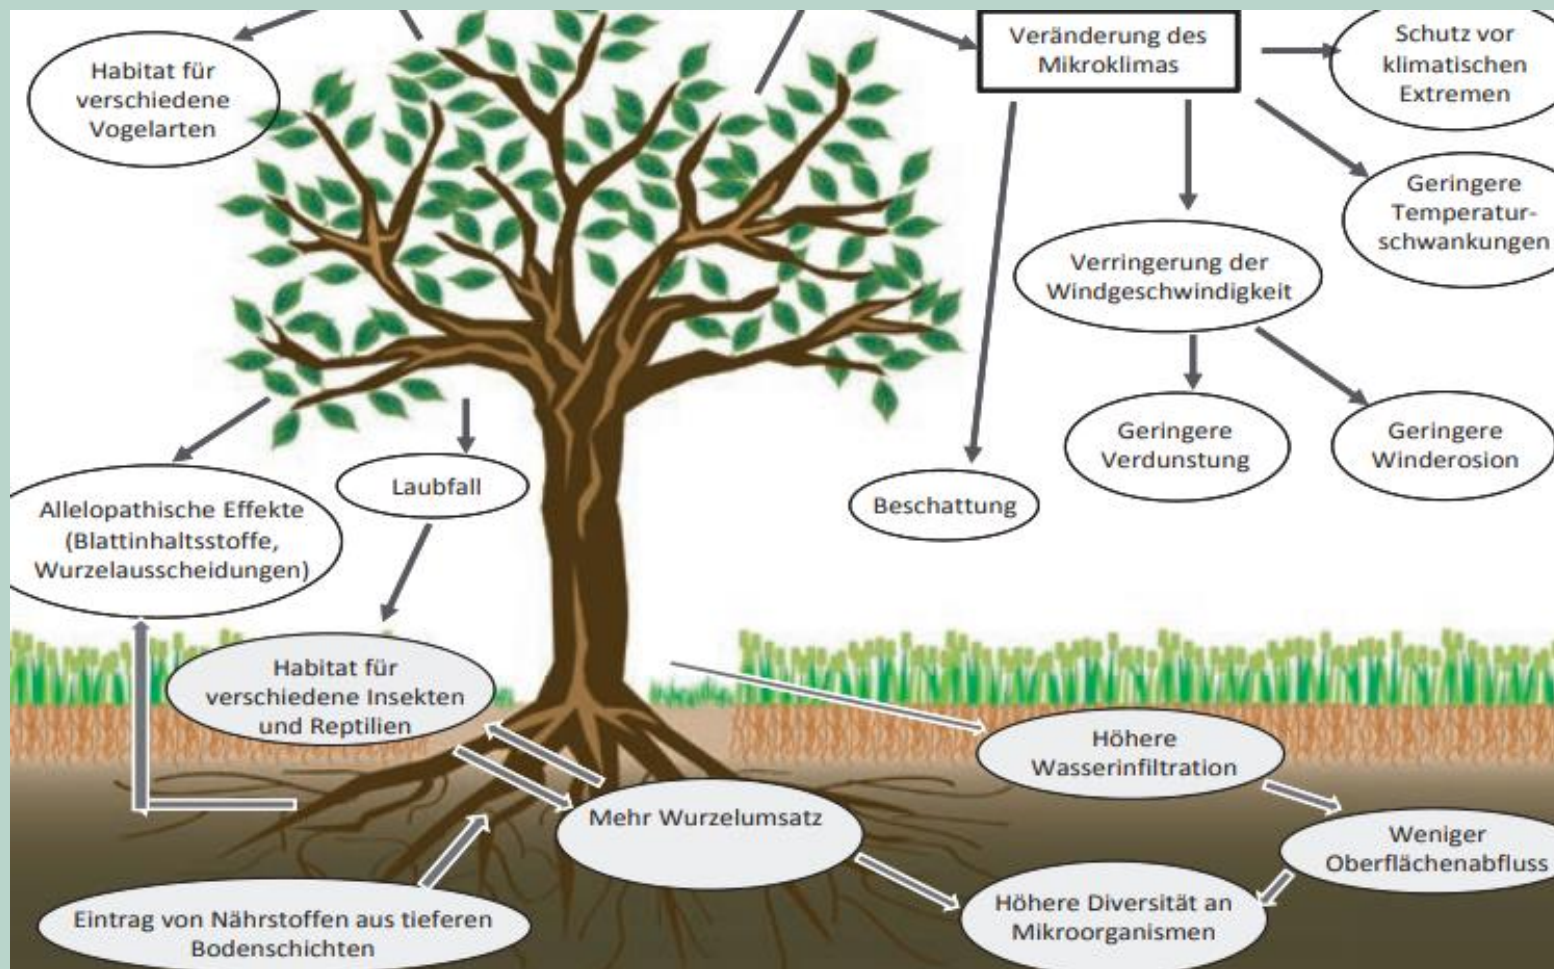 Habitat für
verschiedene
Vogelarten
Veränderung des
Mikroklimas
Schutz vor
klimatischen
Extremen
Geringere
Temperatur-
schwankungen
Verringerung der
Windgeschwindigkeit
Geringere
Verdunstung
Geringere
Winderosion
Beschattung
Laubfall
Allelopathische Effekte
(Blattinhaltsstoffe,
Wurzelausscheidungen)
Habitat für
verschiedene Insekten
und Reptilien
Mehr Wurzelumsatz
Höhere
Wasserinfiltration
Weniger
Oberflächenabfluss
Höhere Diversität an
Mikroorganismen
Eintrag von Nährstoffen aus tieferen
Bodenschichten